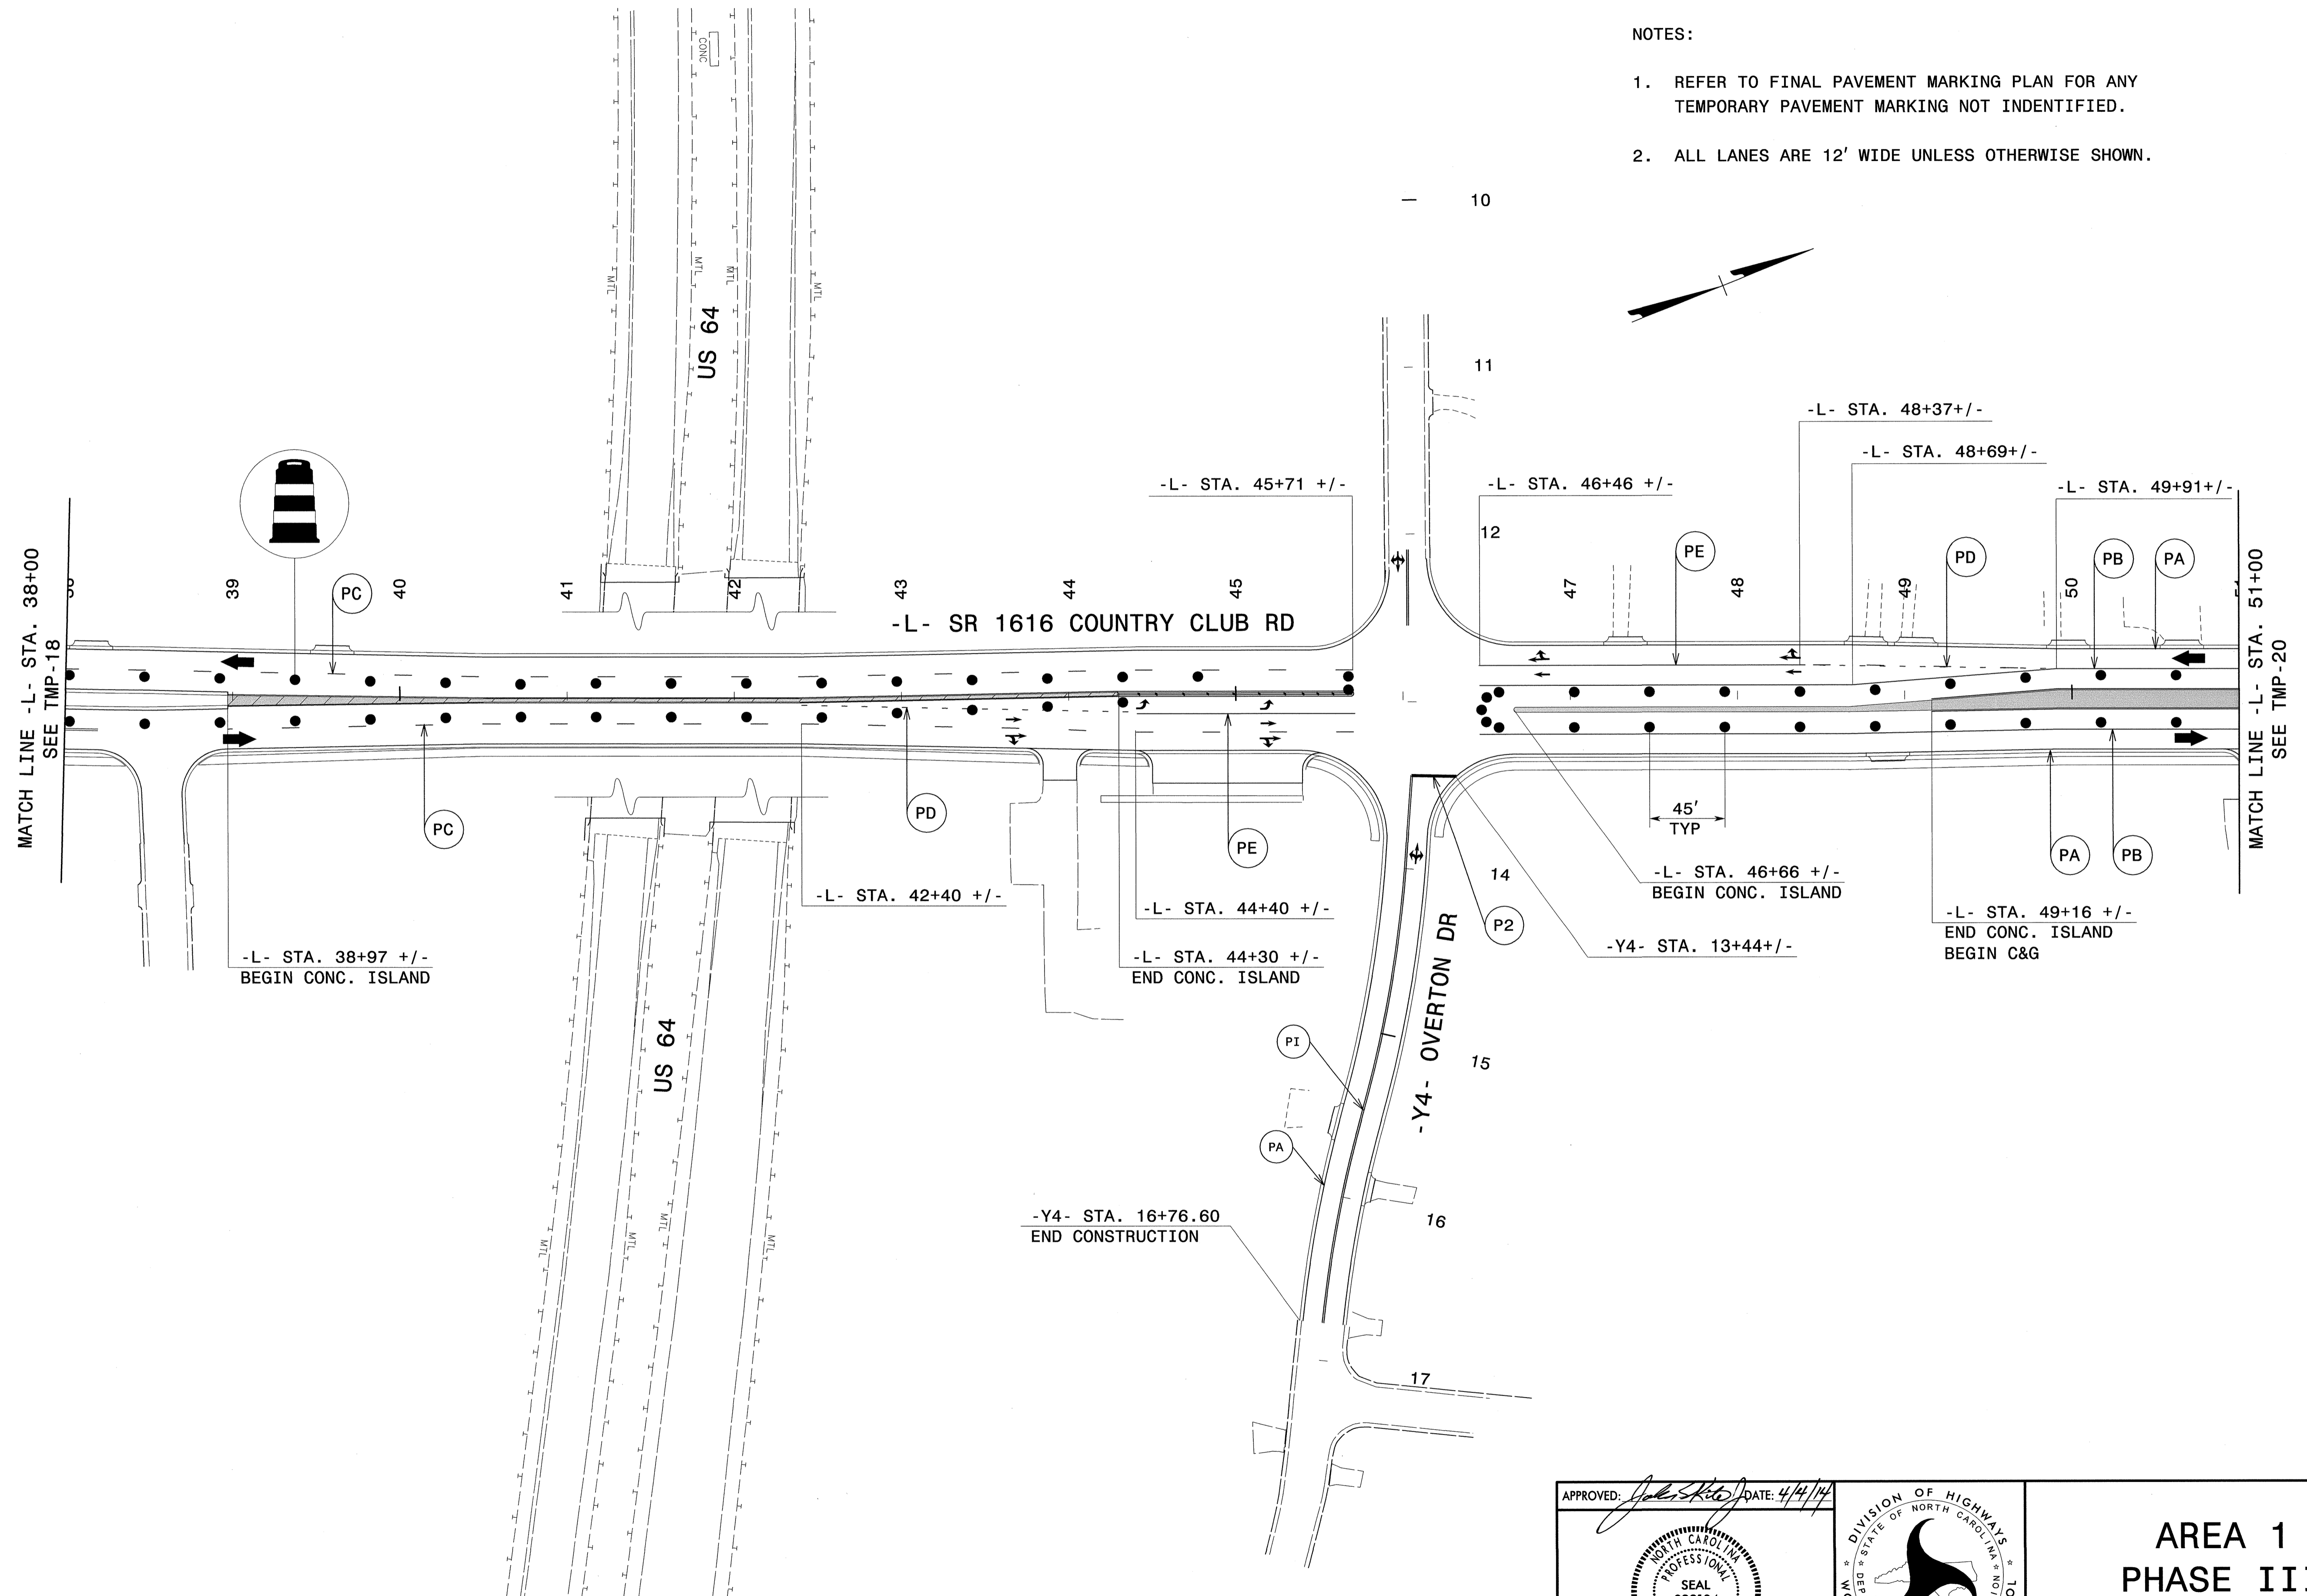 NOTES:
1. REFER TO FINAL PAVEMENT MARKING PLAN FOR ANY
TEMPORARY PAVEMENT MARKING NOT INDENTIFIED.
2. ALL LANES ARE 12' WIDE UNLESS OTHERWISE SHOWN.
CONC
MTL
MTL
MTL
MTL
US 64
10
11
12
-L- STA. 48+37+/-
-L- STA. 48+69+/-
-L- STA. 45+71 +/-
-L- STA. 46+46 +/-
-L- STA. 49+91+/-
MATCH LINE -L- STA. 38+00
SEE TMP-18
39
PC
40
41
42
43
44
45
47
PE
48
49
PD
50
PB
PA
MATCH LINE -L- STA. 51+00
SEE TMP-20
-L- SR 1616 COUNTRY CLUB RD
PC
PD
PE
45'
TYP
PA
PB
14
P2
-L- STA. 42+40 +/-
-L- STA. 44+40 +/-
-L- STA. 46+66 +/-
BEGIN CONC. ISLAND
-L- STA. 49+16 +/-
END CONC. ISLAND
BEGIN C&G
-Y4- STA. 13+44+/-
-L- STA. 38+97 +/-
BEGIN CONC. ISLAND
-L- STA. 44+30 +/-
END CONC. ISLAND
US 64
-Y4- OVERTON DR
PI
15
PA
16
-Y4- STA. 16+76.60
END CONSTRUCTION
MTL
MTL
MTL
MTL
17
APPROVED:
DATE: 4/4/14
NORTH CAROLINA
PROFESSIONAL
SEAL
DIVISION OF HIGHWAYS
STATE OF NORTH CAROLINA
AREA 1
PHASE III